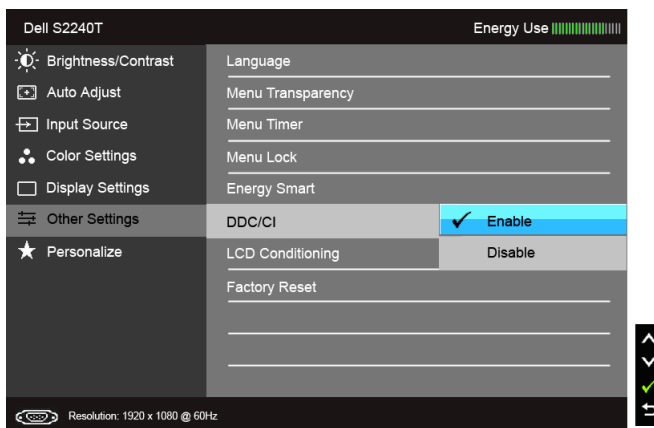 Dell S2240T
Energy Use
Brightness/Contrast
Language
Auto Adjust
Menu Transparency
Input Source
Menu Timer
Color Settings
Menu Lock
Display Settings
Energy Smart
Other Settings
DDC/CI
Enable
Personalize
LCD Conditioning
Disable
Factory Reset
Resolution: 1920 x 1080 @ 60Hz